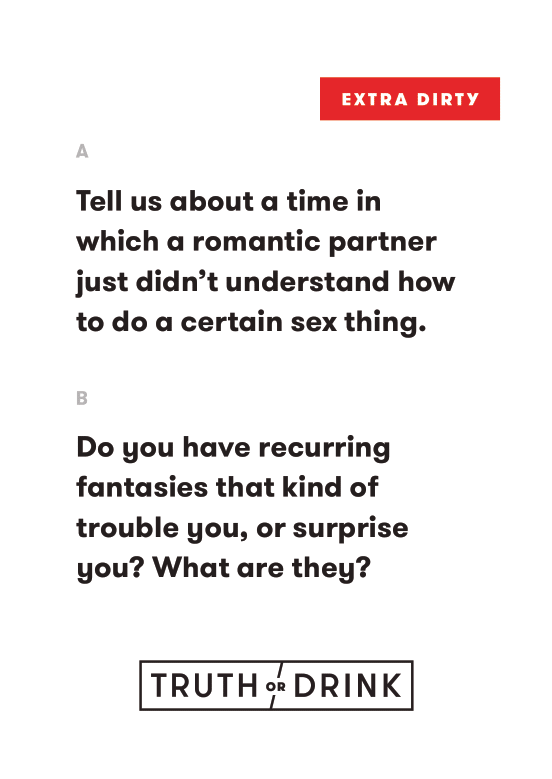 EXTRA DIRTY
A
Tell us about a time in
which a romantic partner
just didn’t understand how
to do a certain sex thing.
B
Do you have recurring
fantasies that kind of
trouble you, or surprise
you? What are they?
TRUTH OR DRINK